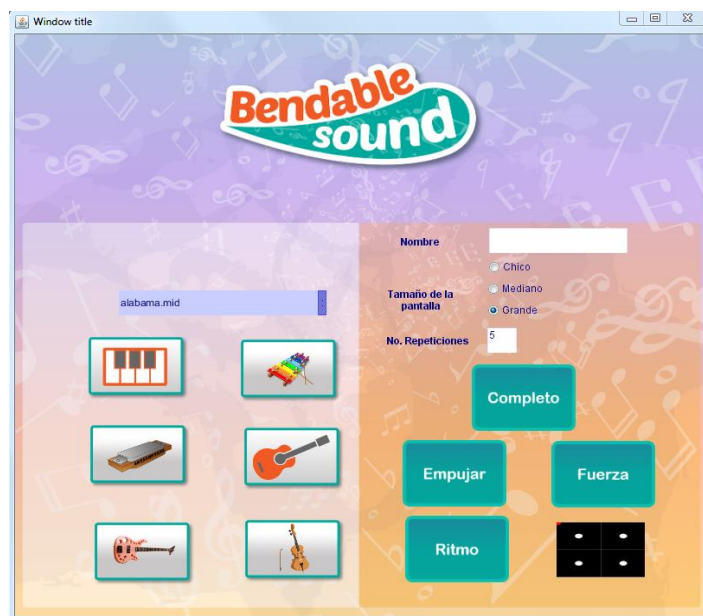 Window title
Bendable
sound
alabama.mid
Nombre
Chico
Mediano
Tamaño de la
pantalla
Grande
No. Repeticiones
5
Completo
Empujar
Fuerza
Ritmo